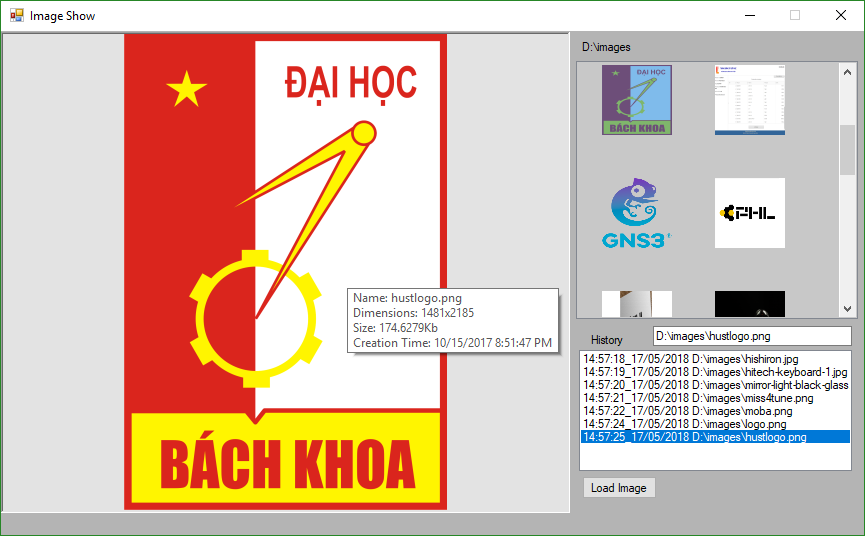 Image Show
ĐẠI HỌC
BÁCH KHOA
Name: hustlogo.png
Dimensions: 1481x2185
Size: 174.6279Kb
Creation Time: 10/15/2017 8:51:47 PM
D:\images
ĐẠI HỌC
BÁCH KHOA
GNS3
PHL
History
D:\images\hustlogo.png
14:57:18_17/05/2018 D:\images\hishiron.jpg
14:57:19_17/05/2018 D:\images\hitech-keyboard-1.jpg
14:57:20_17/05/2018 D:\images\mirror-light-black-glass
14:57:21_17/05/2018 D:\images\miss4tune.png
14:57:22_17/05/2018 D:\images\moba.png
14:57:24_17/05/2018 D:\images\logo.png
14:57:25_17/05/2018 D:\images\hustlogo.png
Load Image